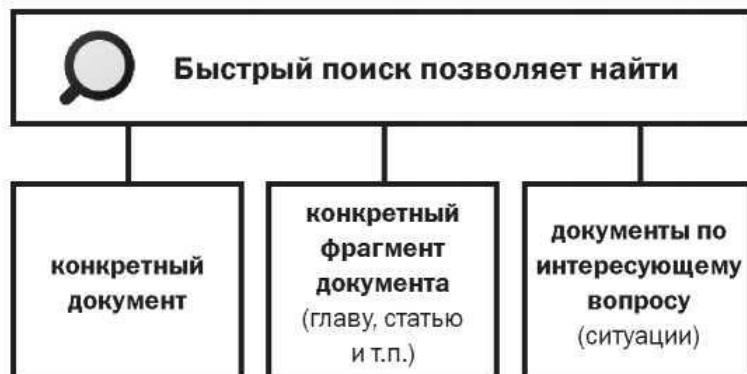 Быстрый поиск позволяет найти
конкретный
документ
конкретный
фрагмент
документа
(главу, статью
и т.п.)
документы по
интересующему
вопросу
(ситуации)